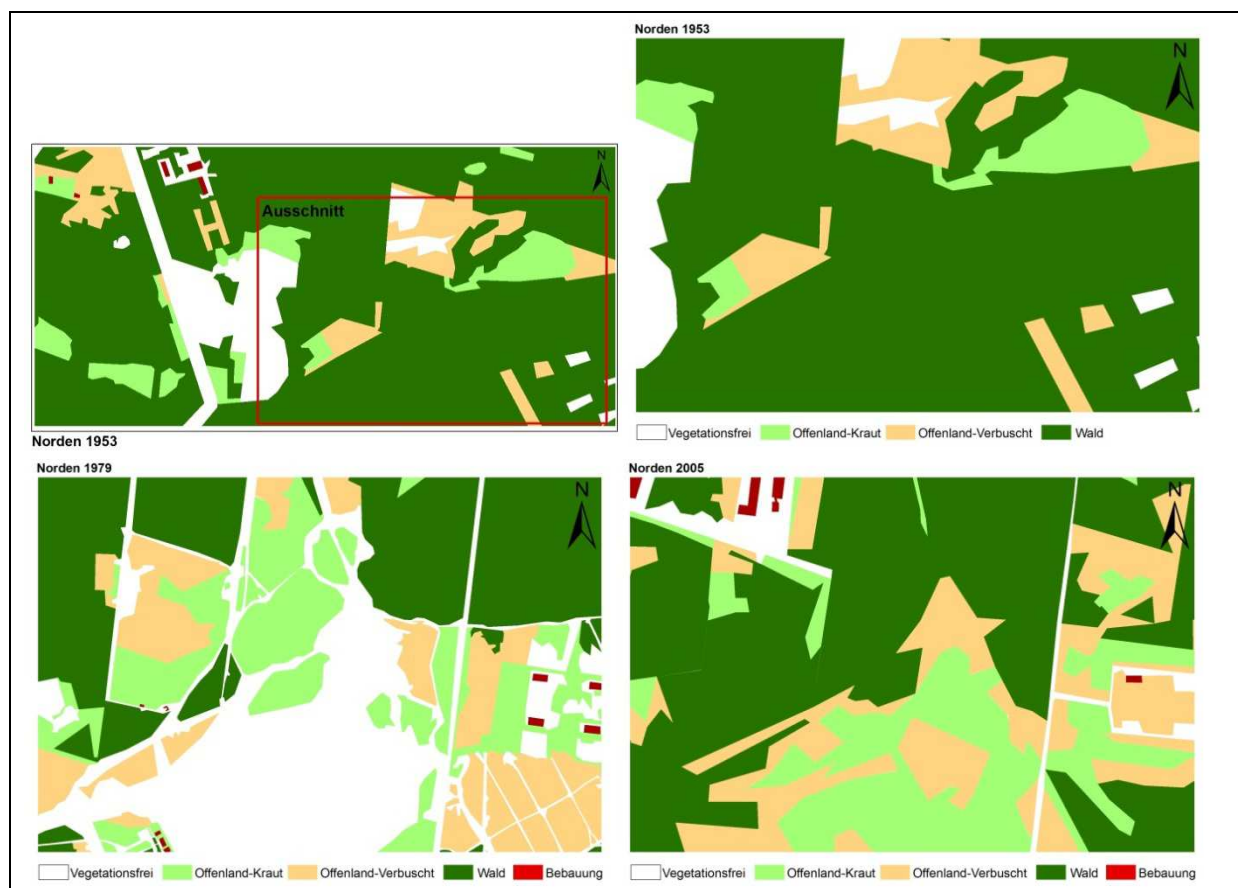 Norden 1953
N
N
Ausschnitt
Norden 1953
Vegetationsfrei Offenland-Kraut Offenland-Verbuscht Wald
Norden 1979
N
Norden 2005
N
Vegetationsfrei Offenland-Kraut Offenland-Verbuscht Wald Bebauung
Vegetationsfrei Offenland-Kraut Offenland-Verbuscht Wald Bebauung